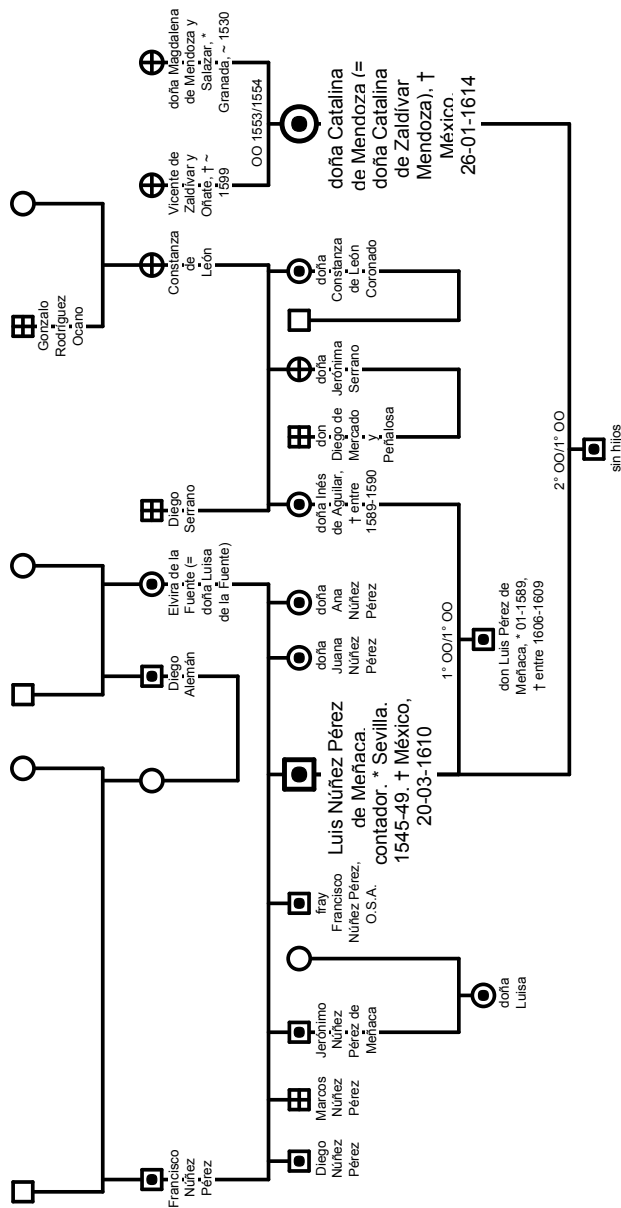 Gonzalo
Rodríguez
Ocano
Francisco
Núñez
Pérez
Diego
Alemán
Elvira de la
Fuente (=
doña Luisa
de la Fuente)
Diego
Serrano
Constanza
de
León
Vicente de
Zaldívar y
Oñate, † ~
1599
doña Magdalena
de Mendoza y
Salazar, *
Granada, ~ 1530
OO 1553/1554
Diego
Núñez
Pérez
Marcos
Núñez
Pérez
Jerónimo
Núñez
Pérez de
Meñaca
fray
Francisco
Núñez Pérez,
O.S.A.
Luis Núñez Pérez
de Meñaca.
contador. * Sevilla.
1545-49. † México,
20-03-1610
doña
Juana
Núñez
Pérez
doña
Ana
Núñez
Pérez
doña Inés
de Aguilar,
† entre
1589-1590
don
Diego de
Mercado
y
Peñalosa
doña
Jerónima
Serrano
doña
Constanza
de León
Coronado
doña Catalina
de Mendoza (=
doña Catalina
de Zaldívar
Mendoza), †
México.
26-01-1614
doña
Luisa
1° OO/1° OO
don Luis Pérez de
Meñaca, * 01-1589,
† entre 1606-1609
2° OO/1° OO
sin hijos